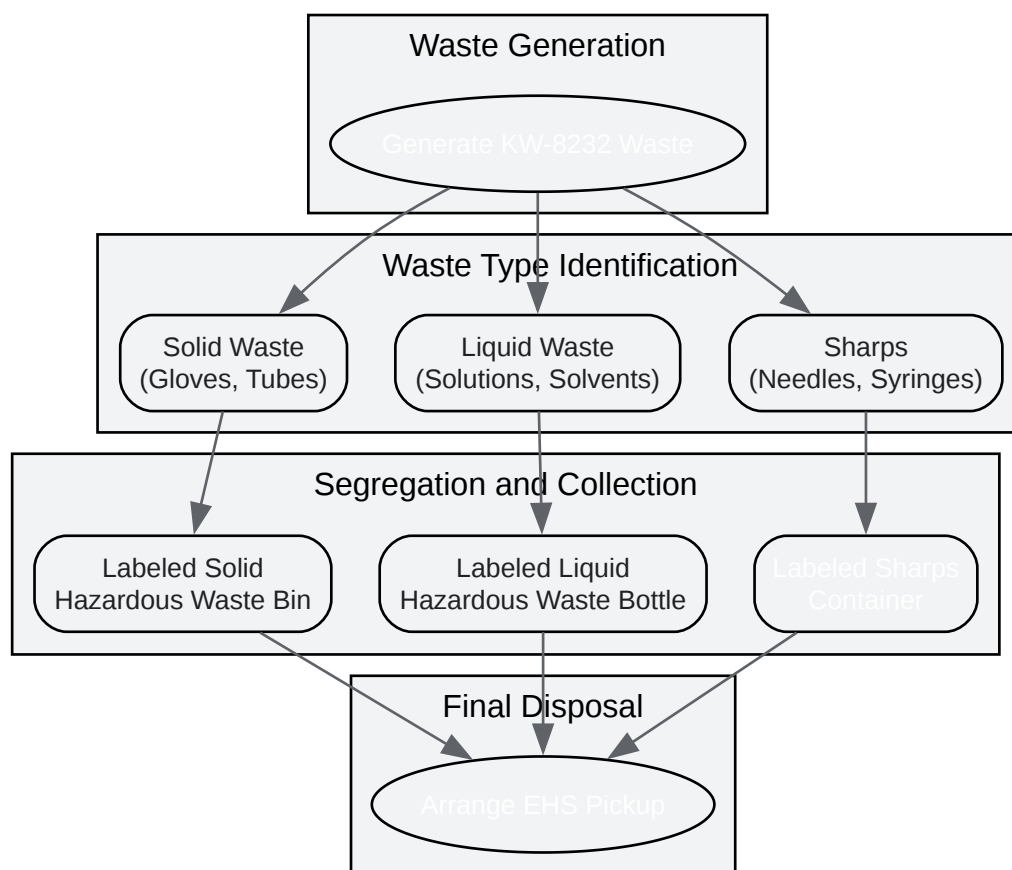 Waste Generation
Generate KW-8232 Waste
Waste Type Identification
Solid Waste
(Gloves, Tubes)
Liquid Waste
(Solutions, Solvents)
Sharps
(Needles, Syringes)
Segregation and Collection
Labeled Solid
Hazardous Waste Bin
Labeled Liquid
Hazardous Waste Bottle
Labeled Sharps
Container
Final Disposal
Arrange EHS Pickup